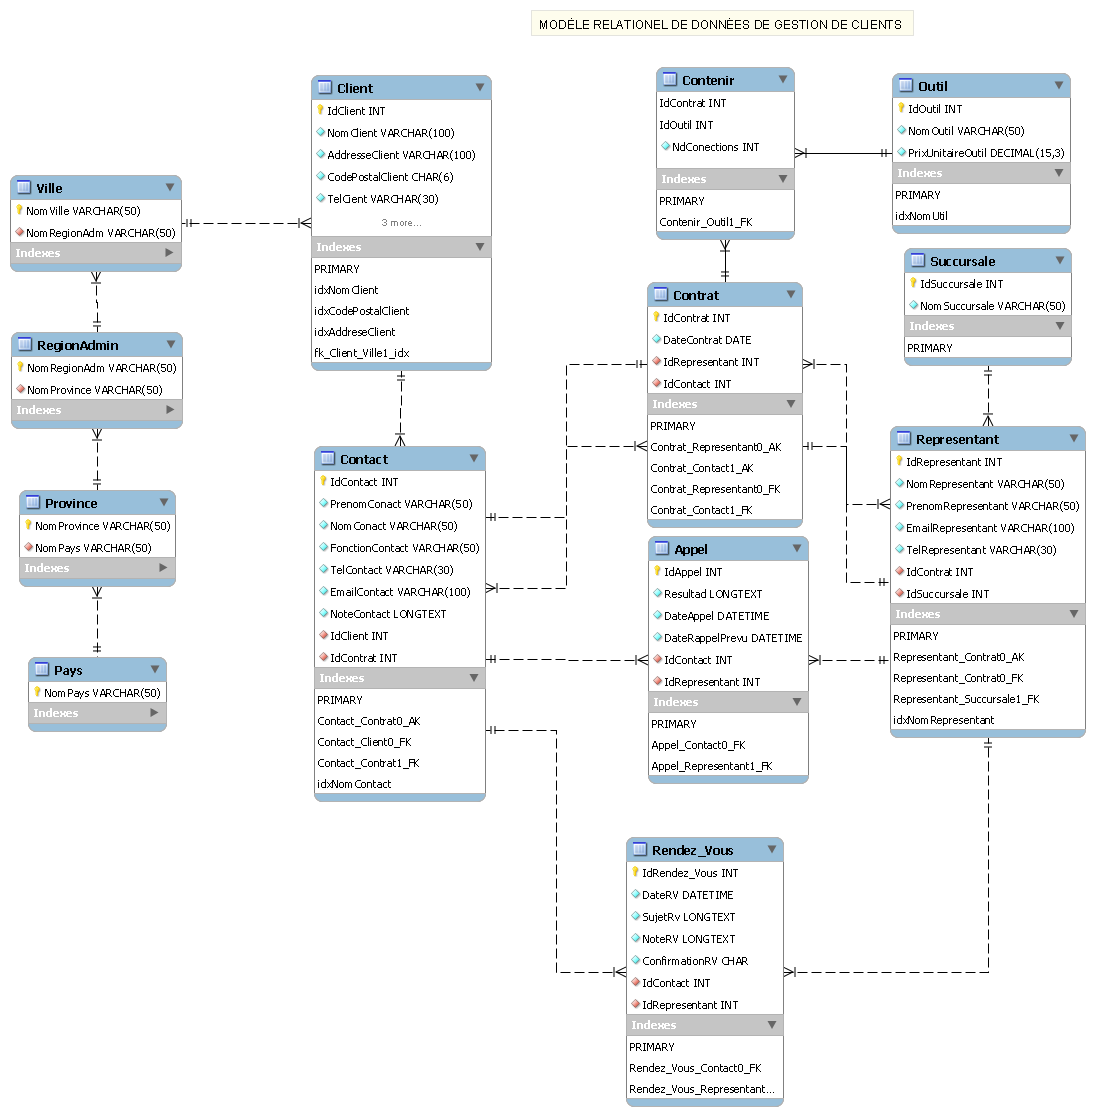 MODÉLE RELATIONEL DE DONNÉES DE GESTION DE CLIENTS
Client
IdClient INT
NomClient VARCHAR(100)
AddresseClient VARCHAR(100)
CodePostalClient CHAR(6)
TelCient VARCHAR(30)
3 more...
Indexes
PRIMARY
idxNomClient
idxCodePostalClient
idxAddreseClient
fk_Client_Ville1_idx
Contenir
IdContrat INT
IdOutil INT
NdConections INT
Indexes
PRIMARY
Contenir_Outil1_FK
Outil
IdOutil INT
NomOutil VARCHAR(50)
PrixUnitaireOutil DECIMAL(15,3)
Indexes
PRIMARY
idxNomUtil
Ville
NomVille VARCHAR(50)
NomRegionAdm VARCHAR(50)
Indexes
RegionAdmin
NomRegionAdm VARCHAR(50)
NomProvince VARCHAR(50)
Indexes
Province
NomProvince VARCHAR(50)
NomPays VARCHAR(50)
Indexes
Pays
NomPays VARCHAR(50)
Indexes
Succursale
IdSuccursale INT
NomSuccursale VARCHAR(50)
Indexes
PRIMARY
Contrat
IdContrat INT
DateContrat DATE
IdRepresentant INT
IdContact INT
Indexes
PRIMARY
Contrat_Representant0_AK
Contrat_Contact1_AK
Contrat_Representant0_FK
Contrat_Contact1_FK
Contact
IdContact INT
PrenomConact VARCHAR(50)
NomConact VARCHAR(50)
FonctionContact VARCHAR(50)
TelContact VARCHAR(30)
EmailContact VARCHAR(100)
NoteContact LONGTEXT
IdClient INT
IdContrat INT
Indexes
PRIMARY
Contact_Contrat0_AK
Contact_Client0_FK
Contact_Contrat1_FK
idxNomContact
Representant
IdRepresentant INT
NomRepresentant VARCHAR(50)
PrenomRepresentant VARCHAR(50)
EmailRepresentant VARCHAR(100)
TelRepresentant VARCHAR(30)
IdContrat INT
IdSuccursale INT
Indexes
PRIMARY
Representant_Contrat0_AK
Representant_Contrat0_FK
Representant_Succursale1_FK
idxNomRepresentant
Appel
IdAppel INT
Resultad LONGTEXT
DateAppel DATETIME
DateRappelPrevu DATETIME
IdContact INT
IdRepresentant INT
Indexes
PRIMARY
Appel_Contact0_FK
Appel_Representant1_FK
Rendez_Vous
IdRendez_Vous INT
DateRV DATETIME
SujetRv LONGTEXT
NoteRV LONGTEXT
ConfirmationRV CHAR
IdContact INT
IdRepresentant INT
Indexes
PRIMARY
Rendez_Vous_Contact0_FK
Rendez_Vous_Representant...